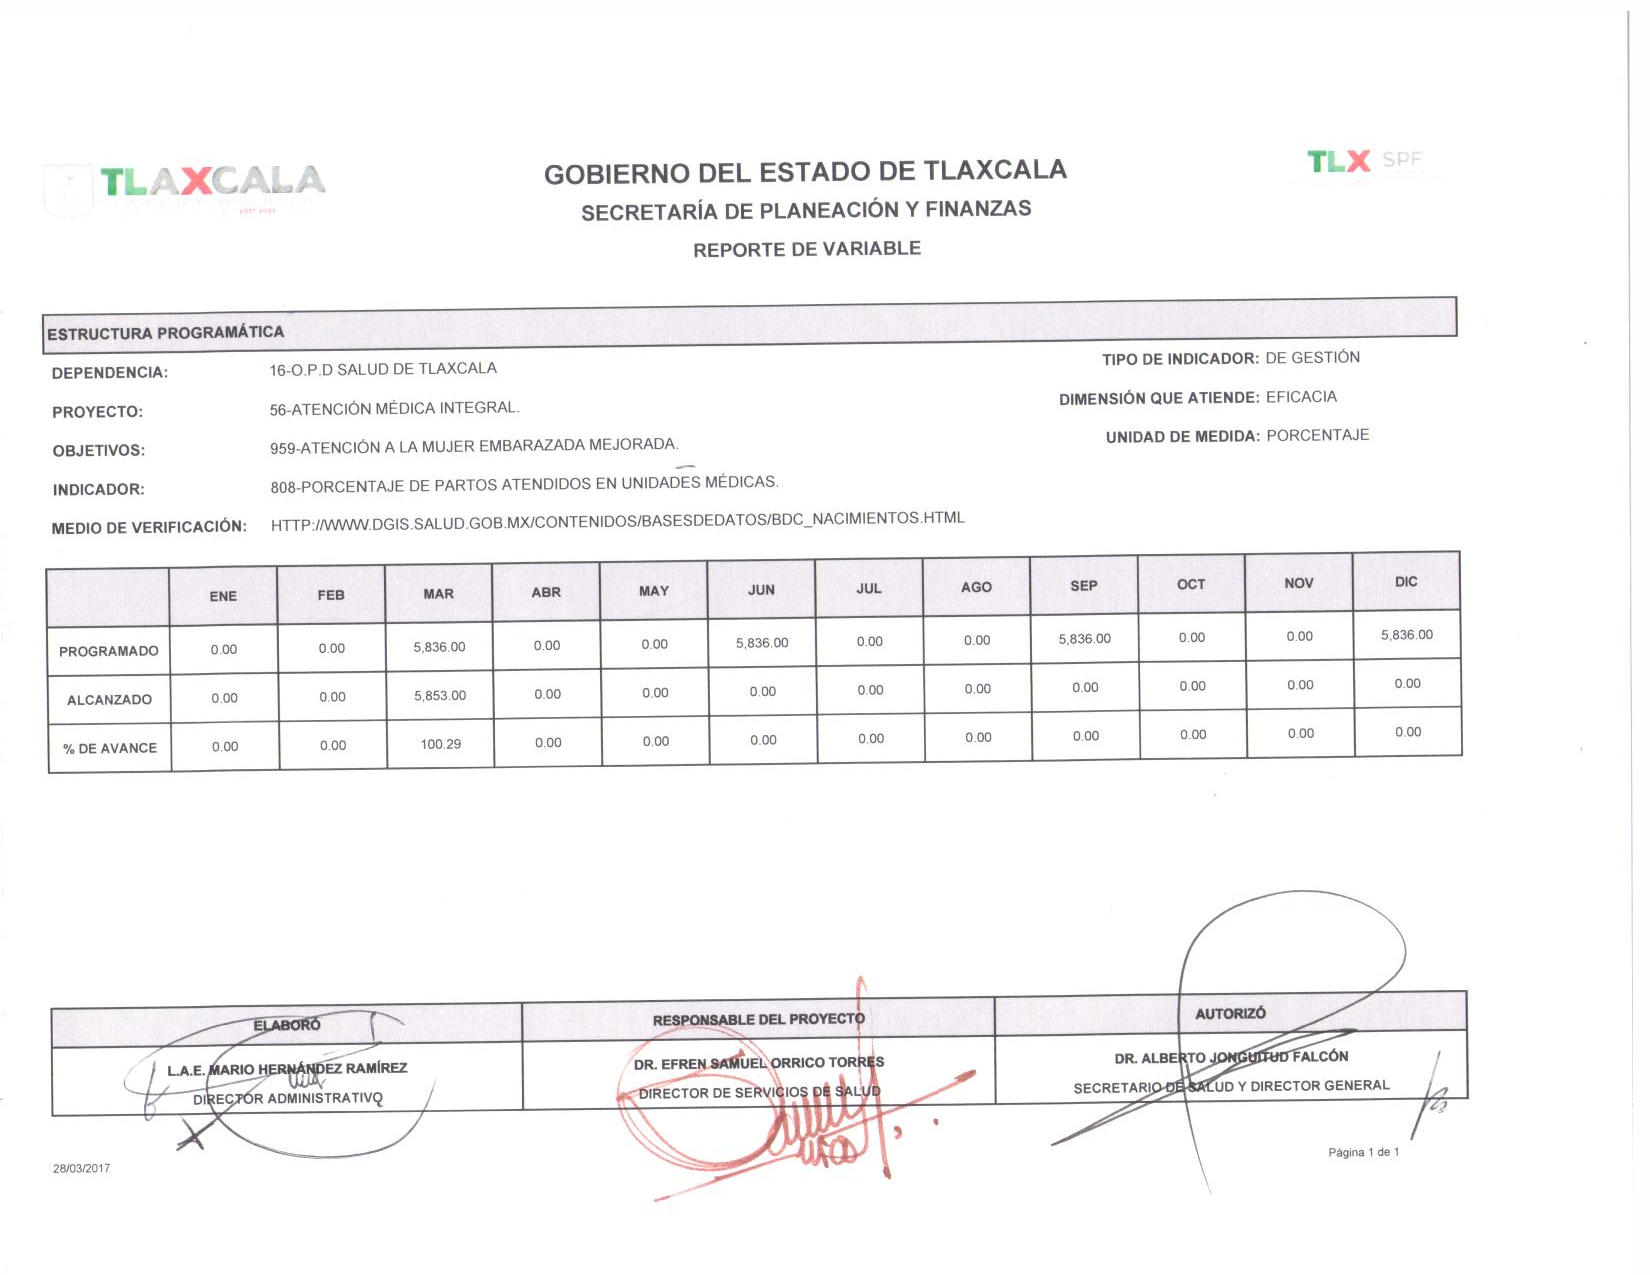 TLAXCALA
TLX SPF
GOBIERNO DEL ESTADO DE TLAXCALA
SECRETARÍA DE PLANEACIÓN Y FINANZAS
REPORTE DE VARIABLE
ESTRUCTURA PROGRAMÁTICA
DEPENDENCIA: 16-O.P.D SALUD DE TLAXCALA TIPO DE INDICADOR: DE GESTIÓN
PROYECTO: 56-ATENCIÓN MÉDICA INTEGRAL. DIMENSIÓN QUE ATIENDE: EFICACIA
OBJETIVOS: 959-ATENCIÓN A LA MUJER EMBARAZADA MEJORADA. UNIDAD DE MEDIDA: PORCENTAJE
INDICADOR: 808-PORCENTAJE DE PARTOS ATENDIDOS EN UNIDADES MÉDICAS.
MEDIO DE VERIFICACIÓN: HTTP://WWW.DGIS.SALUD.GOB.MX/CONTENIDOS/BASESDEDATOS/BDC_NACIMIENTOS.HTML
ENE FEB MAR ABR MAY JUN JUL AGO SEP OCT NOV DIC
PROGRAMADO 0.00 0.00 5,836.00 0.00 0.00 5,836.00 0.00 0.00 5,836.00 0.00 0.00 5,836.00
ALCANZADO 0.00 0.00 5,853.00 0.00 0.00 0.00 0.00 0.00 0.00 0.00 0.00 0.00
% DE AVANCE 0.00 0.00 100.29 0.00 0.00 0.00 0.00 0.00 0.00 0.00 0.00 0.00
ELABORÓ RESPONSABLE DEL PROYECTO AUTORIZÓ
L.A.E. MARIO HERNÁNDEZ RAMÍREZ DR. EFREN SAMUEL ORRICO TORRES DR. ALBERTO JONGUITUD FALCÓN
DIRECTOR ADMINISTRATIVO DIRECTOR DE SERVICIOS DE SALUD SECRETARIO DE SALUD Y DIRECTOR GENERAL
28/03/2017 Página 1 de 1